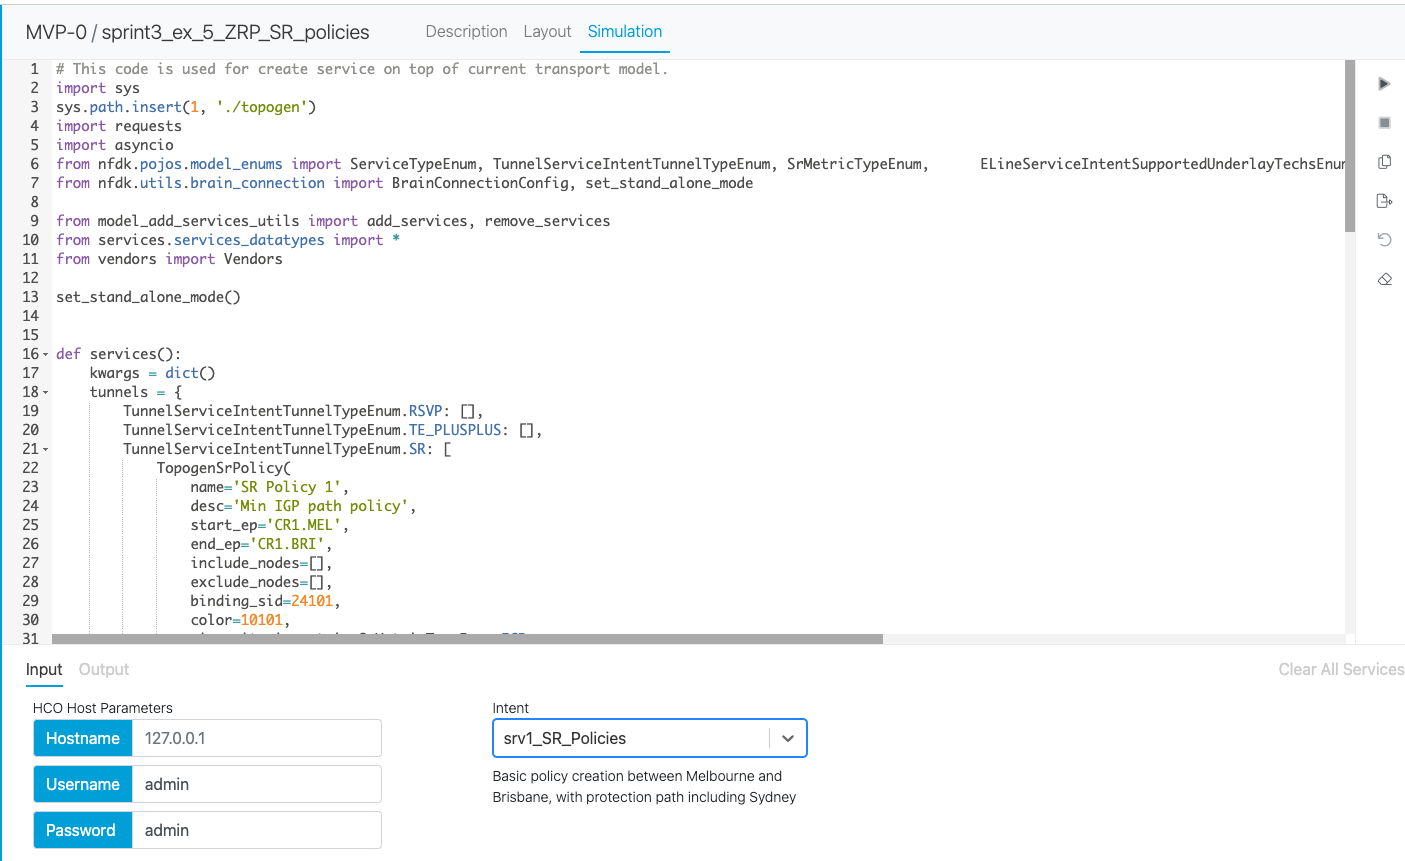 MVP-0 / sprint3_ex_5_ZRP_SR_policies Description Layout Simulation
1 # This code is used for create service on top of current transport model.
2 import sys
3 sys.path.insert(1, './topogen')
4 import requests
5 import asyncio
6 from nfdk.pojos.model_enums import ServiceTypeEnum, TunnelServiceIntentTunnelTypeEnum, SrMetricTypeEnum, ELineServiceIntentSupportedUnderlayTechsEnum
7 from nfdk.utils.brain_connection import BrainConnectionConfig, set_stand_alone_mode
8
9 from model_add_services_utils import add_services, remove_services
10 from services.services_datatypes import *
11 from vendors import Vendors
12
13 set_stand_alone_mode()
14
15
16 def services():
17 kwargs = dict()
18 tunnels = {
19 TunnelServiceIntentTunnelTypeEnum.RSVP: [],
20 TunnelServiceIntentTunnelTypeEnum.TE_PLUSPLUS: [],
21 TunnelServiceIntentTunnelTypeEnum.SR: [
22 TopogenSrPolicy(
23 name='SR Policy 1',
24 desc='Min IGP path policy',
25 start_ep='CR1.MEL',
26 end_ep='CR1.BRI',
27 include_nodes=[],
28 exclude_nodes=[],
29 binding_sid=24101,
30 color=10101,
31
Input Output Clear All Services
HCO Host Parameters
Hostname 127.0.0.1
Username admin
Password admin
Intent
srv1_SR_Policies
Basic policy creation between Melbourne and
Brisbane, with protection path including Sydney